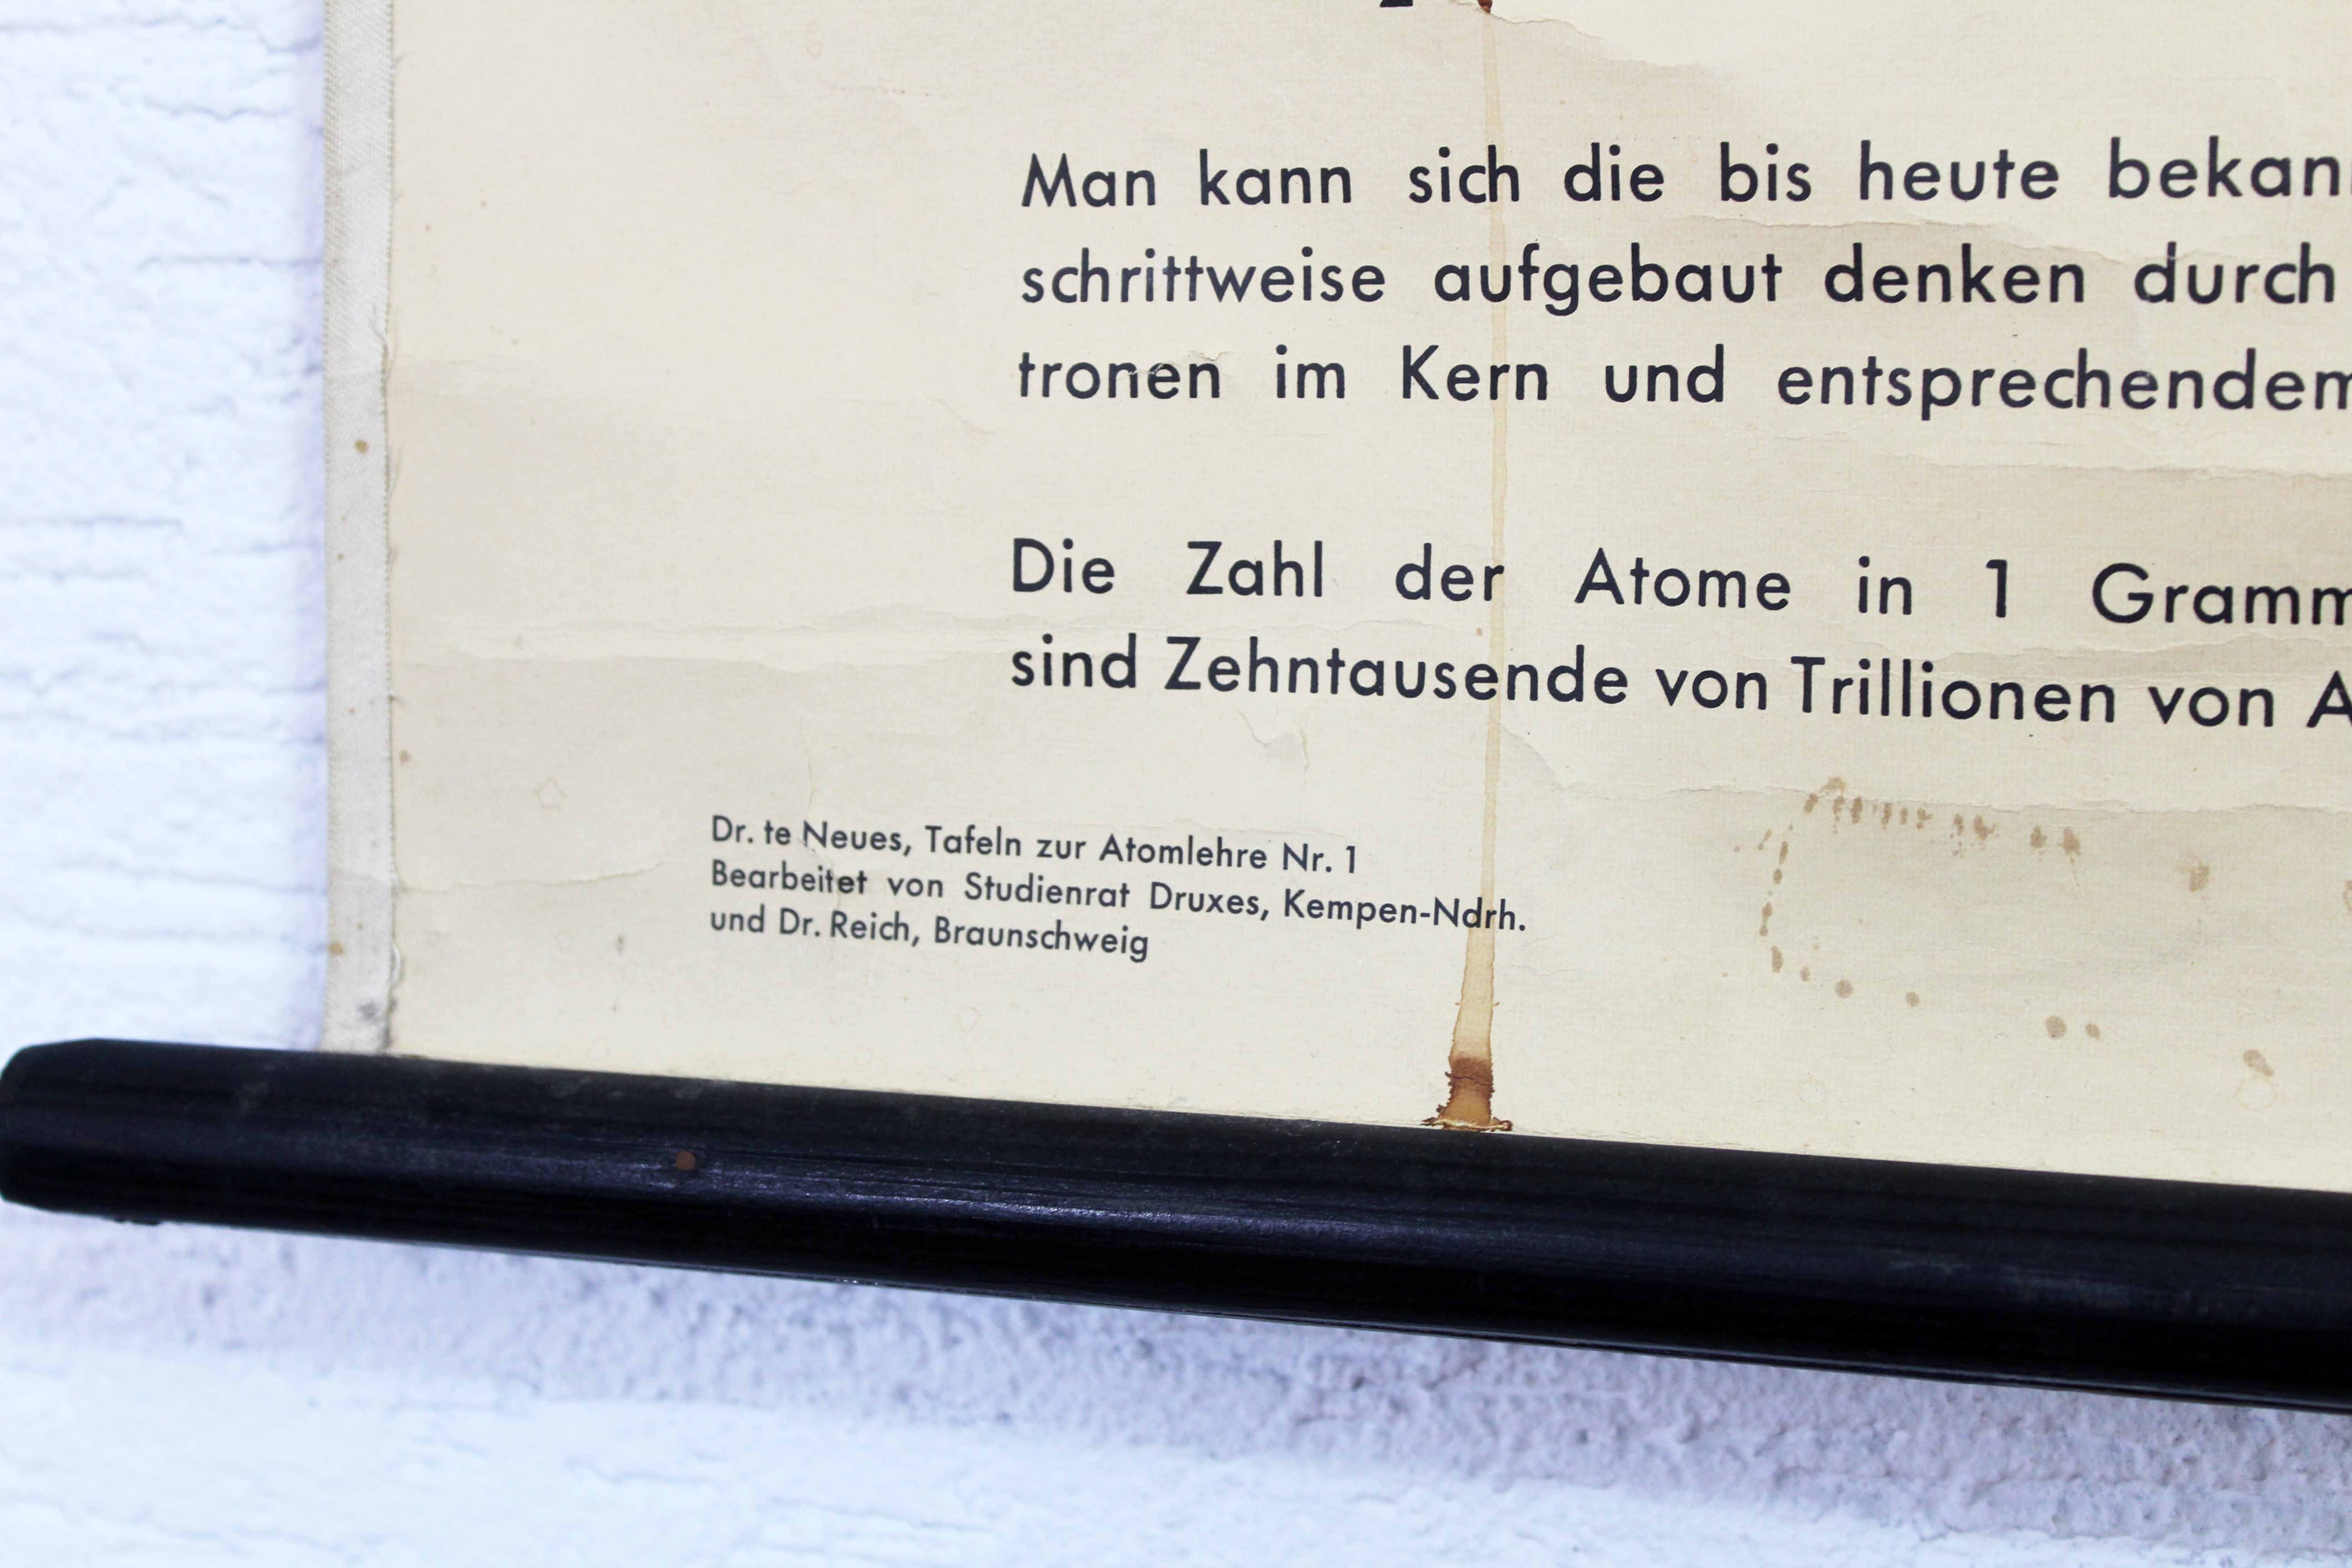 Man kann sich die bis heute bekan
schrittweise aufgebaut denken durch
tronen im Kern und entsprechendem
Die Zahl der Atome in 1 Gramm
sind Zehntausende von Trillionen von A
Dr. te Neues, Tafeln zur Atomlehre Nr. 1
Bearbeitet von Studienrat Druxes, Kempen-Ndrh.
und Dr. Reich, Braunschweig